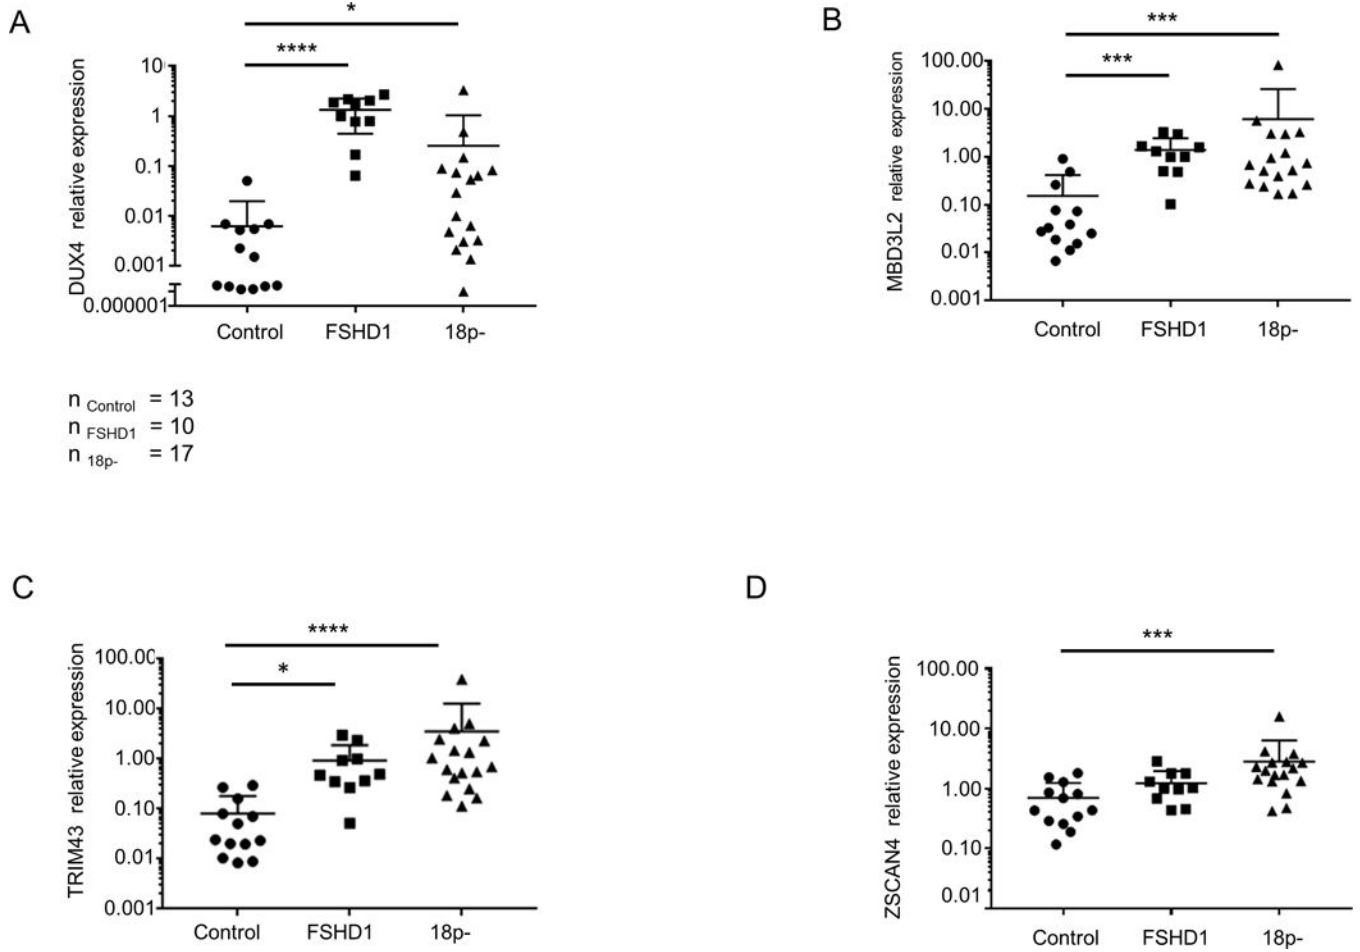 A
*
****
DUX4 relative expression
10
1
0.1
0.01
0.001
0.000001
Control FSHD1 18p-
n Control = 13
n FSHD1 = 10
n 18p- = 17
B
***
***
MBD3L2 relative expression
100.00
10.00
1.00
0.10
0.01
0.001
Control FSHD1 18p-
C
****
*
TRIM43 relative expression
100.00
10.00
1.00
0.10
0.01
0.001
Control FSHD1 18p-
D
***
ZSCAN4 relative expression
100.00
10.00
1.00
0.10
0.01
Control FSHD1 18p-